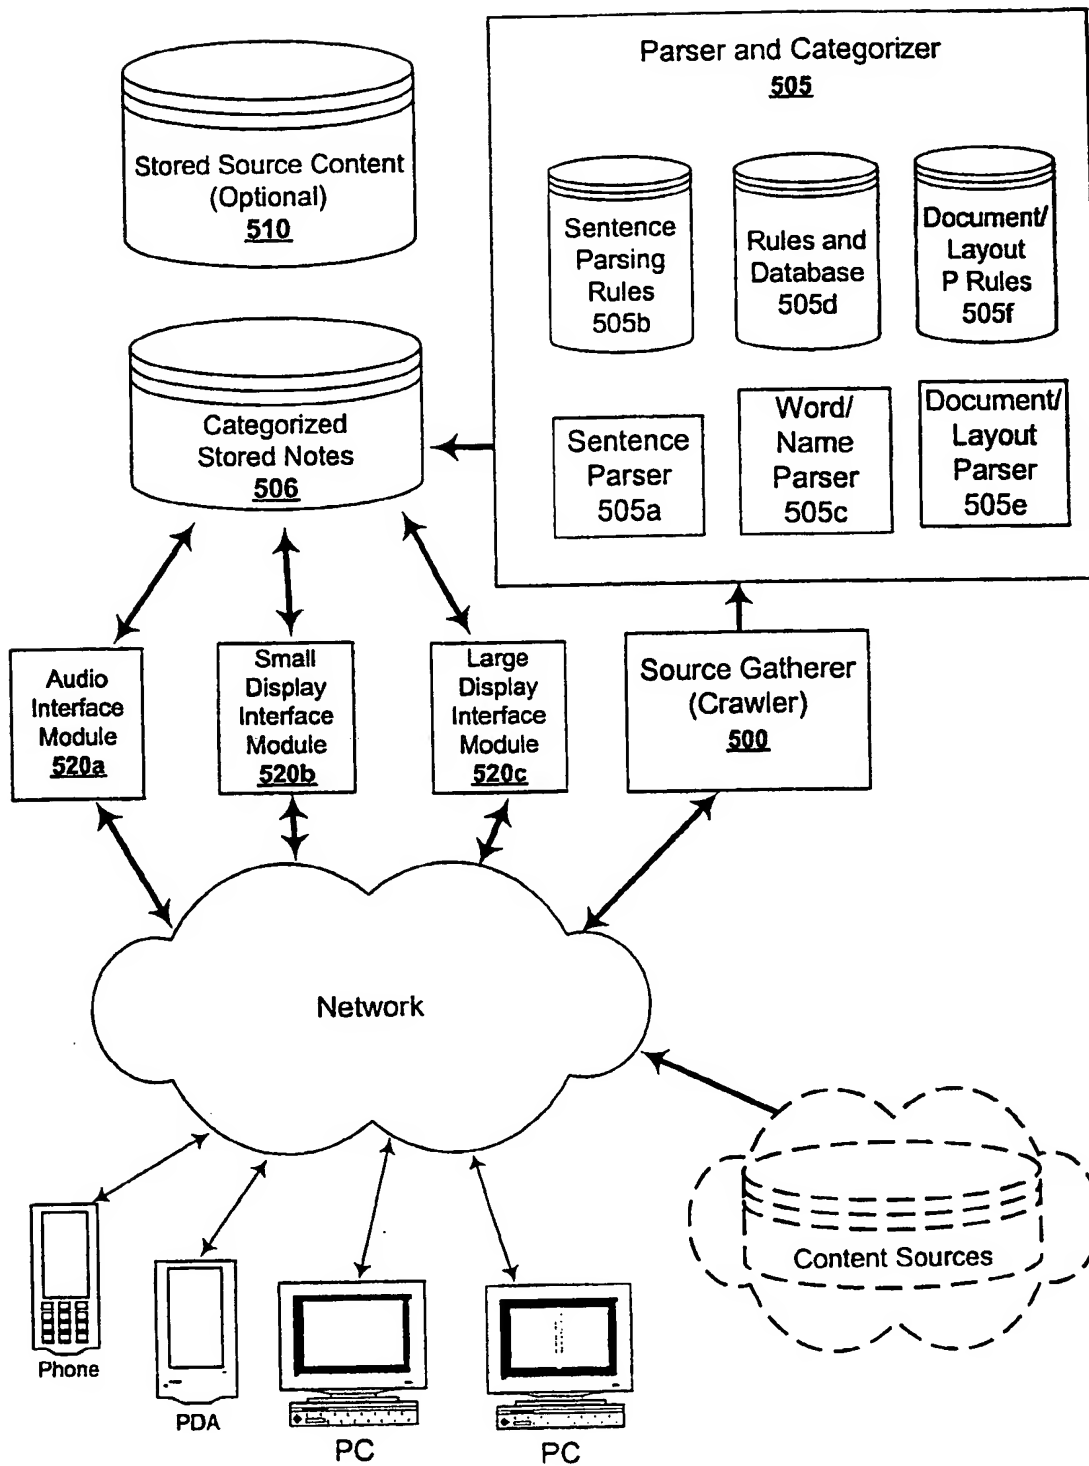 Parser and Categorizer
505
Stored Source Content
(Optional)
510
Sentence
Parsing
Rules
505b
Rules and
Database
505d
Document/
Layout
P Rules
505f
Categorized
Stored Notes
506
Sentence
Parser
505a
Word/
Name
Parser
505c
Document/
Layout
Parser
505e
Audio
Interface
Module
520a
Small
Display
Interface
Module
520b
Large
Display
Interface
Module
520c
Source Gatherer
(Crawler)
500
Network
Content Sources
Phone
PDA
PC
PC